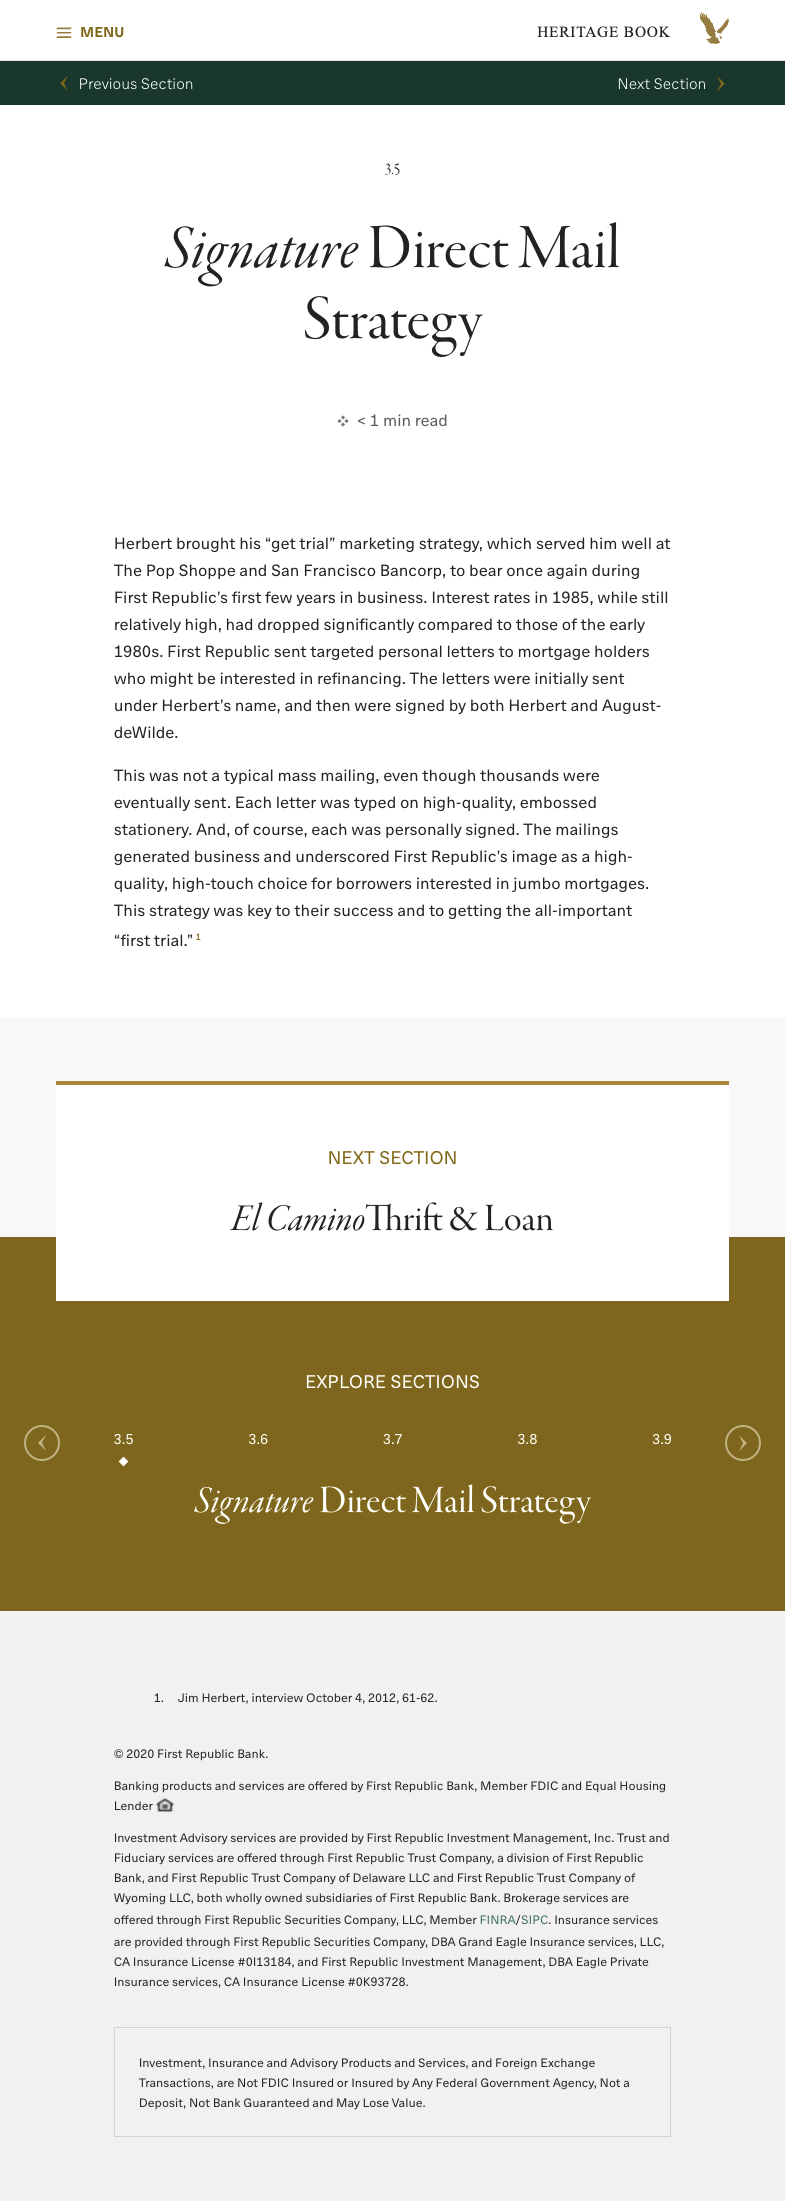 MENU
HERITAGE BOOK
Previous Section
Next Section
3.5
Signature Direct Mail
Strategy
< 1 min read
Herbert brought his “get trial” marketing strategy, which served him well at
The Pop Shoppe and San Francisco Bancorp, to bear once again during
First Republic’s first few years in business. Interest rates in 1985, while still
relatively high, had dropped significantly compared to those of the early
1980s. First Republic sent targeted personal letters to mortgage holders
who might be interested in refinancing. The letters were initially sent
under Herbert’s name, and then were signed by both Herbert and August-
deWilde.
This was not a typical mass mailing, even though thousands were
eventually sent. Each letter was typed on high-quality, embossed
stationery. And, of course, each was personally signed. The mailings
generated business and underscored First Republic’s image as a high-
quality, high-touch choice for borrowers interested in jumbo mortgages.
This strategy was key to their success and to getting the all-important
“first trial.” 1
NEXT SECTION
El CaminoThrift & Loan
EXPLORE SECTIONS
3.5 3.6 3.7 3.8 3.9
Signature Direct Mail Strategy
1. Jim Herbert, interview October 4, 2012, 61-62.
© 2020 First Republic Bank.
Banking products and services are offered by First Republic Bank, Member FDIC and Equal Housing
Lender
Investment Advisory services are provided by First Republic Investment Management, Inc. Trust and
Fiduciary services are offered through First Republic Trust Company, a division of First Republic
Bank, and First Republic Trust Company of Delaware LLC and First Republic Trust Company of
Wyoming LLC, both wholly owned subsidiaries of First Republic Bank. Brokerage services are
offered through First Republic Securities Company, LLC, Member FINRA/SIPC. Insurance services
are provided through First Republic Securities Company, DBA Grand Eagle Insurance services, LLC,
CA Insurance License #0I13184, and First Republic Investment Management, DBA Eagle Private
Insurance services, CA Insurance License #0K93728.
Investment, Insurance and Advisory Products and Services, and Foreign Exchange
Transactions, are Not FDIC Insured or Insured by Any Federal Government Agency, Not a
Deposit, Not Bank Guaranteed and May Lose Value.